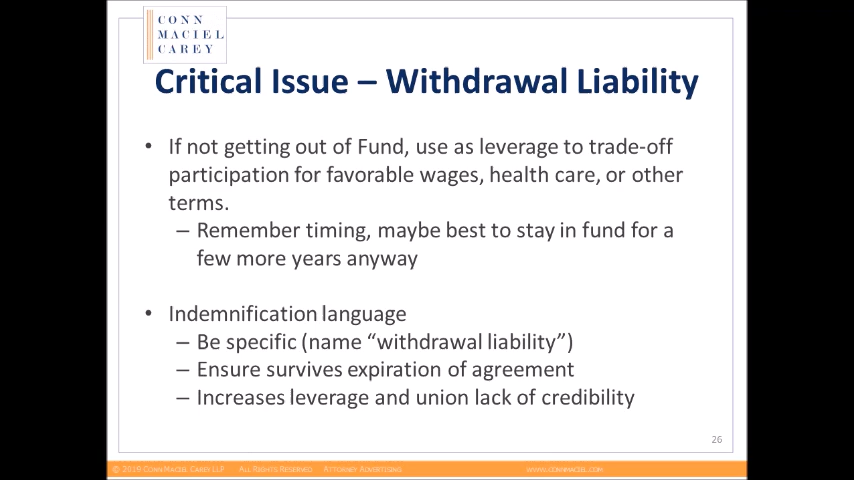 CONN
MACIEL
CAREY
Critical Issue – Withdrawal Liability
• If not getting out of Fund, use as leverage to trade-off
participation for favorable wages, health care, or other
terms.
– Remember timing, maybe best to stay in fund for a
few more years anyway
• Indemnification language
– Be specific (name “withdrawal liability”)
– Ensure survives expiration of agreement
– Increases leverage and union lack of credibility
26
© 2019 CONN MACIEL CAREY LLP ALL RIGHTS RESERVED ATTORNEY ADVERTISING WWW.CONNMACIEL.COM